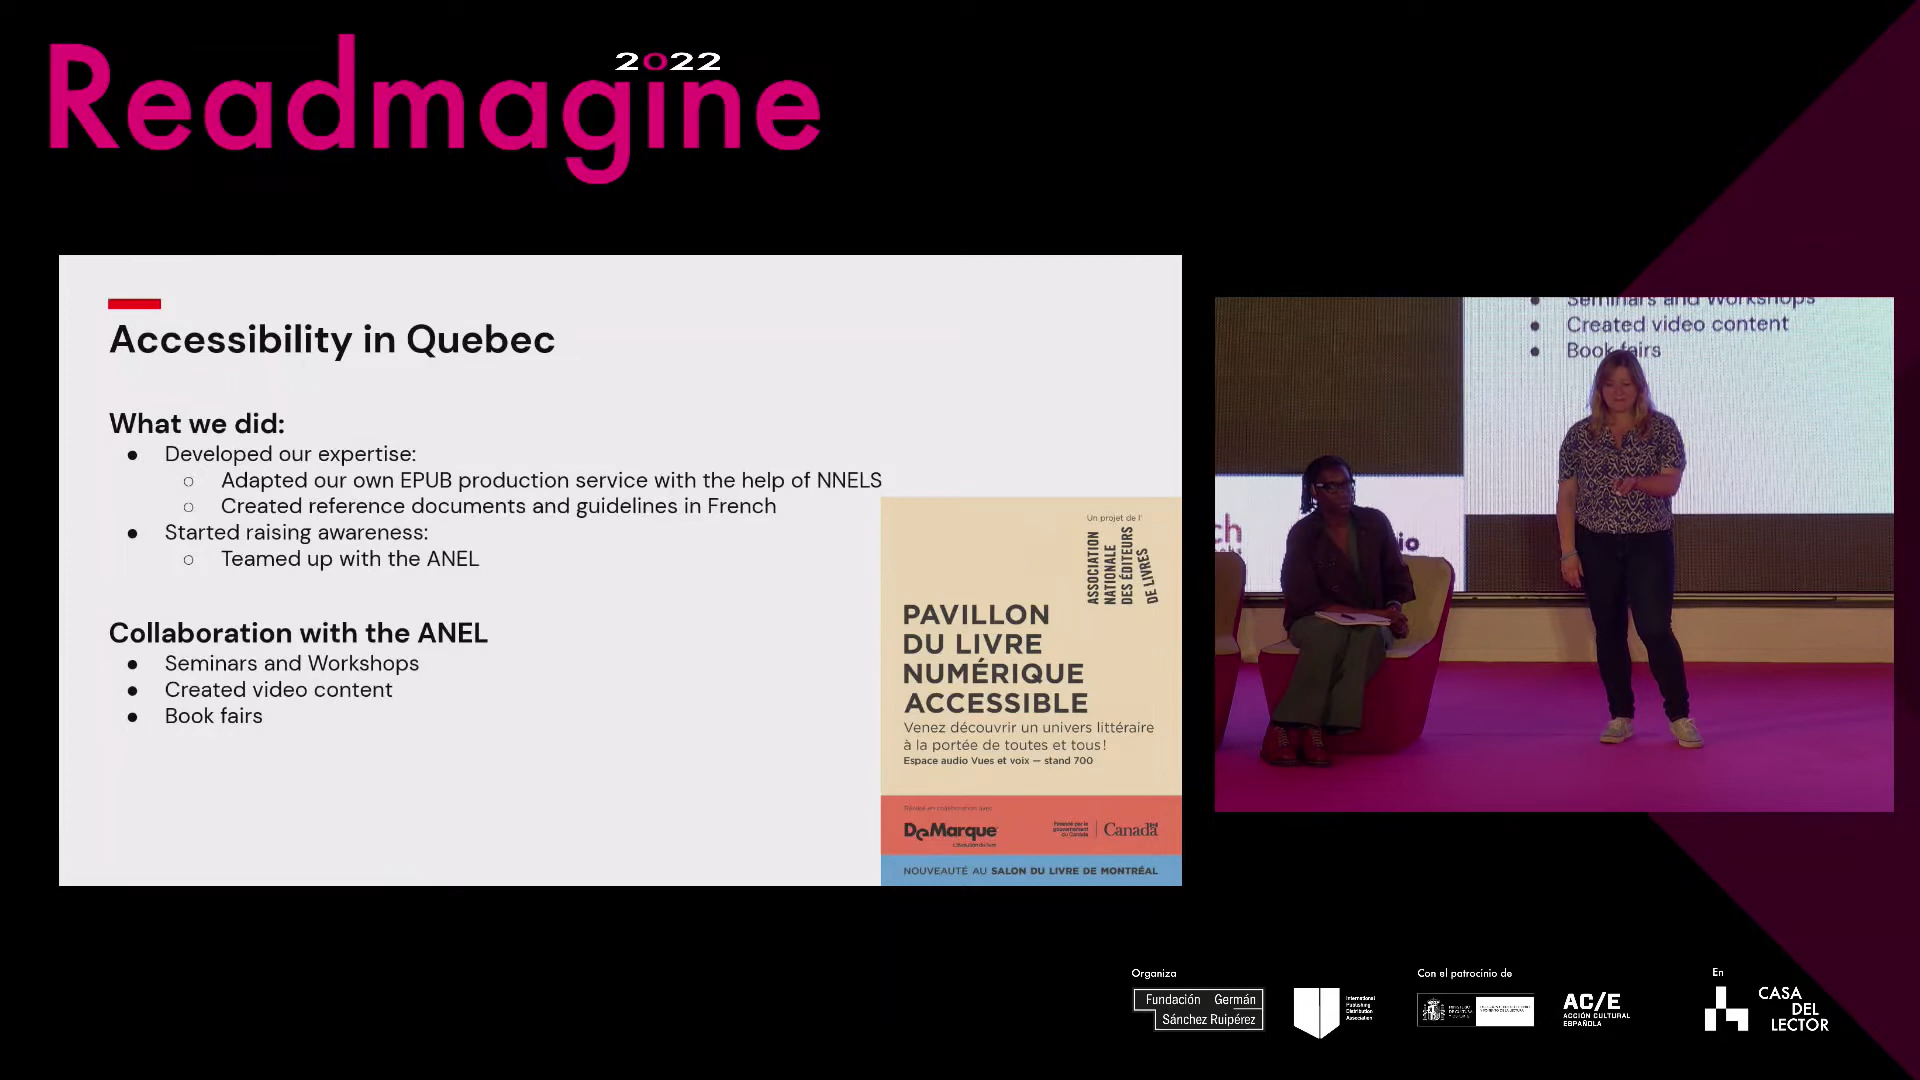 2022
Readmagine
Accessibility in Quebec
What we did:
● Developed our expertise:
○ Adapted our own EPUB production service with the help of NNELS
○ Created reference documents and guidelines in French
● Started raising awareness:
○ Teamed up with the ANEL
Collaboration with the ANEL
● Seminars and Workshops
● Created video content
● Book fairs
Un projet de l'
ASSOCIATION
NATIONALE
DES ÉDITEURS
DE LIVRES
PAVILLON
DU LIVRE
NUMÉRIQUE
ACCESSIBLE
Venez découvrir un univers littéraire
à la portée de toutes et tous!
Espace audio Vues et voix — stand 700
Réalisé en collaboration avec
DeMarque
Financé par le
gouvernement
du Canada
Canada
NOUVEAUTÉ AU SALON DU LIVRE DE MONTRÉAL
● Seminars and Workshops
● Created video content
● Book fairs
ch
io
Organiza
Fundación Germán
Sánchez Ruipérez
International
Publishing
Distribution
Association
Con el patrocinio de
AC/E
ACCIÓN CULTURAL
ESPAÑOLA
En
CASA
DEL
LECTOR